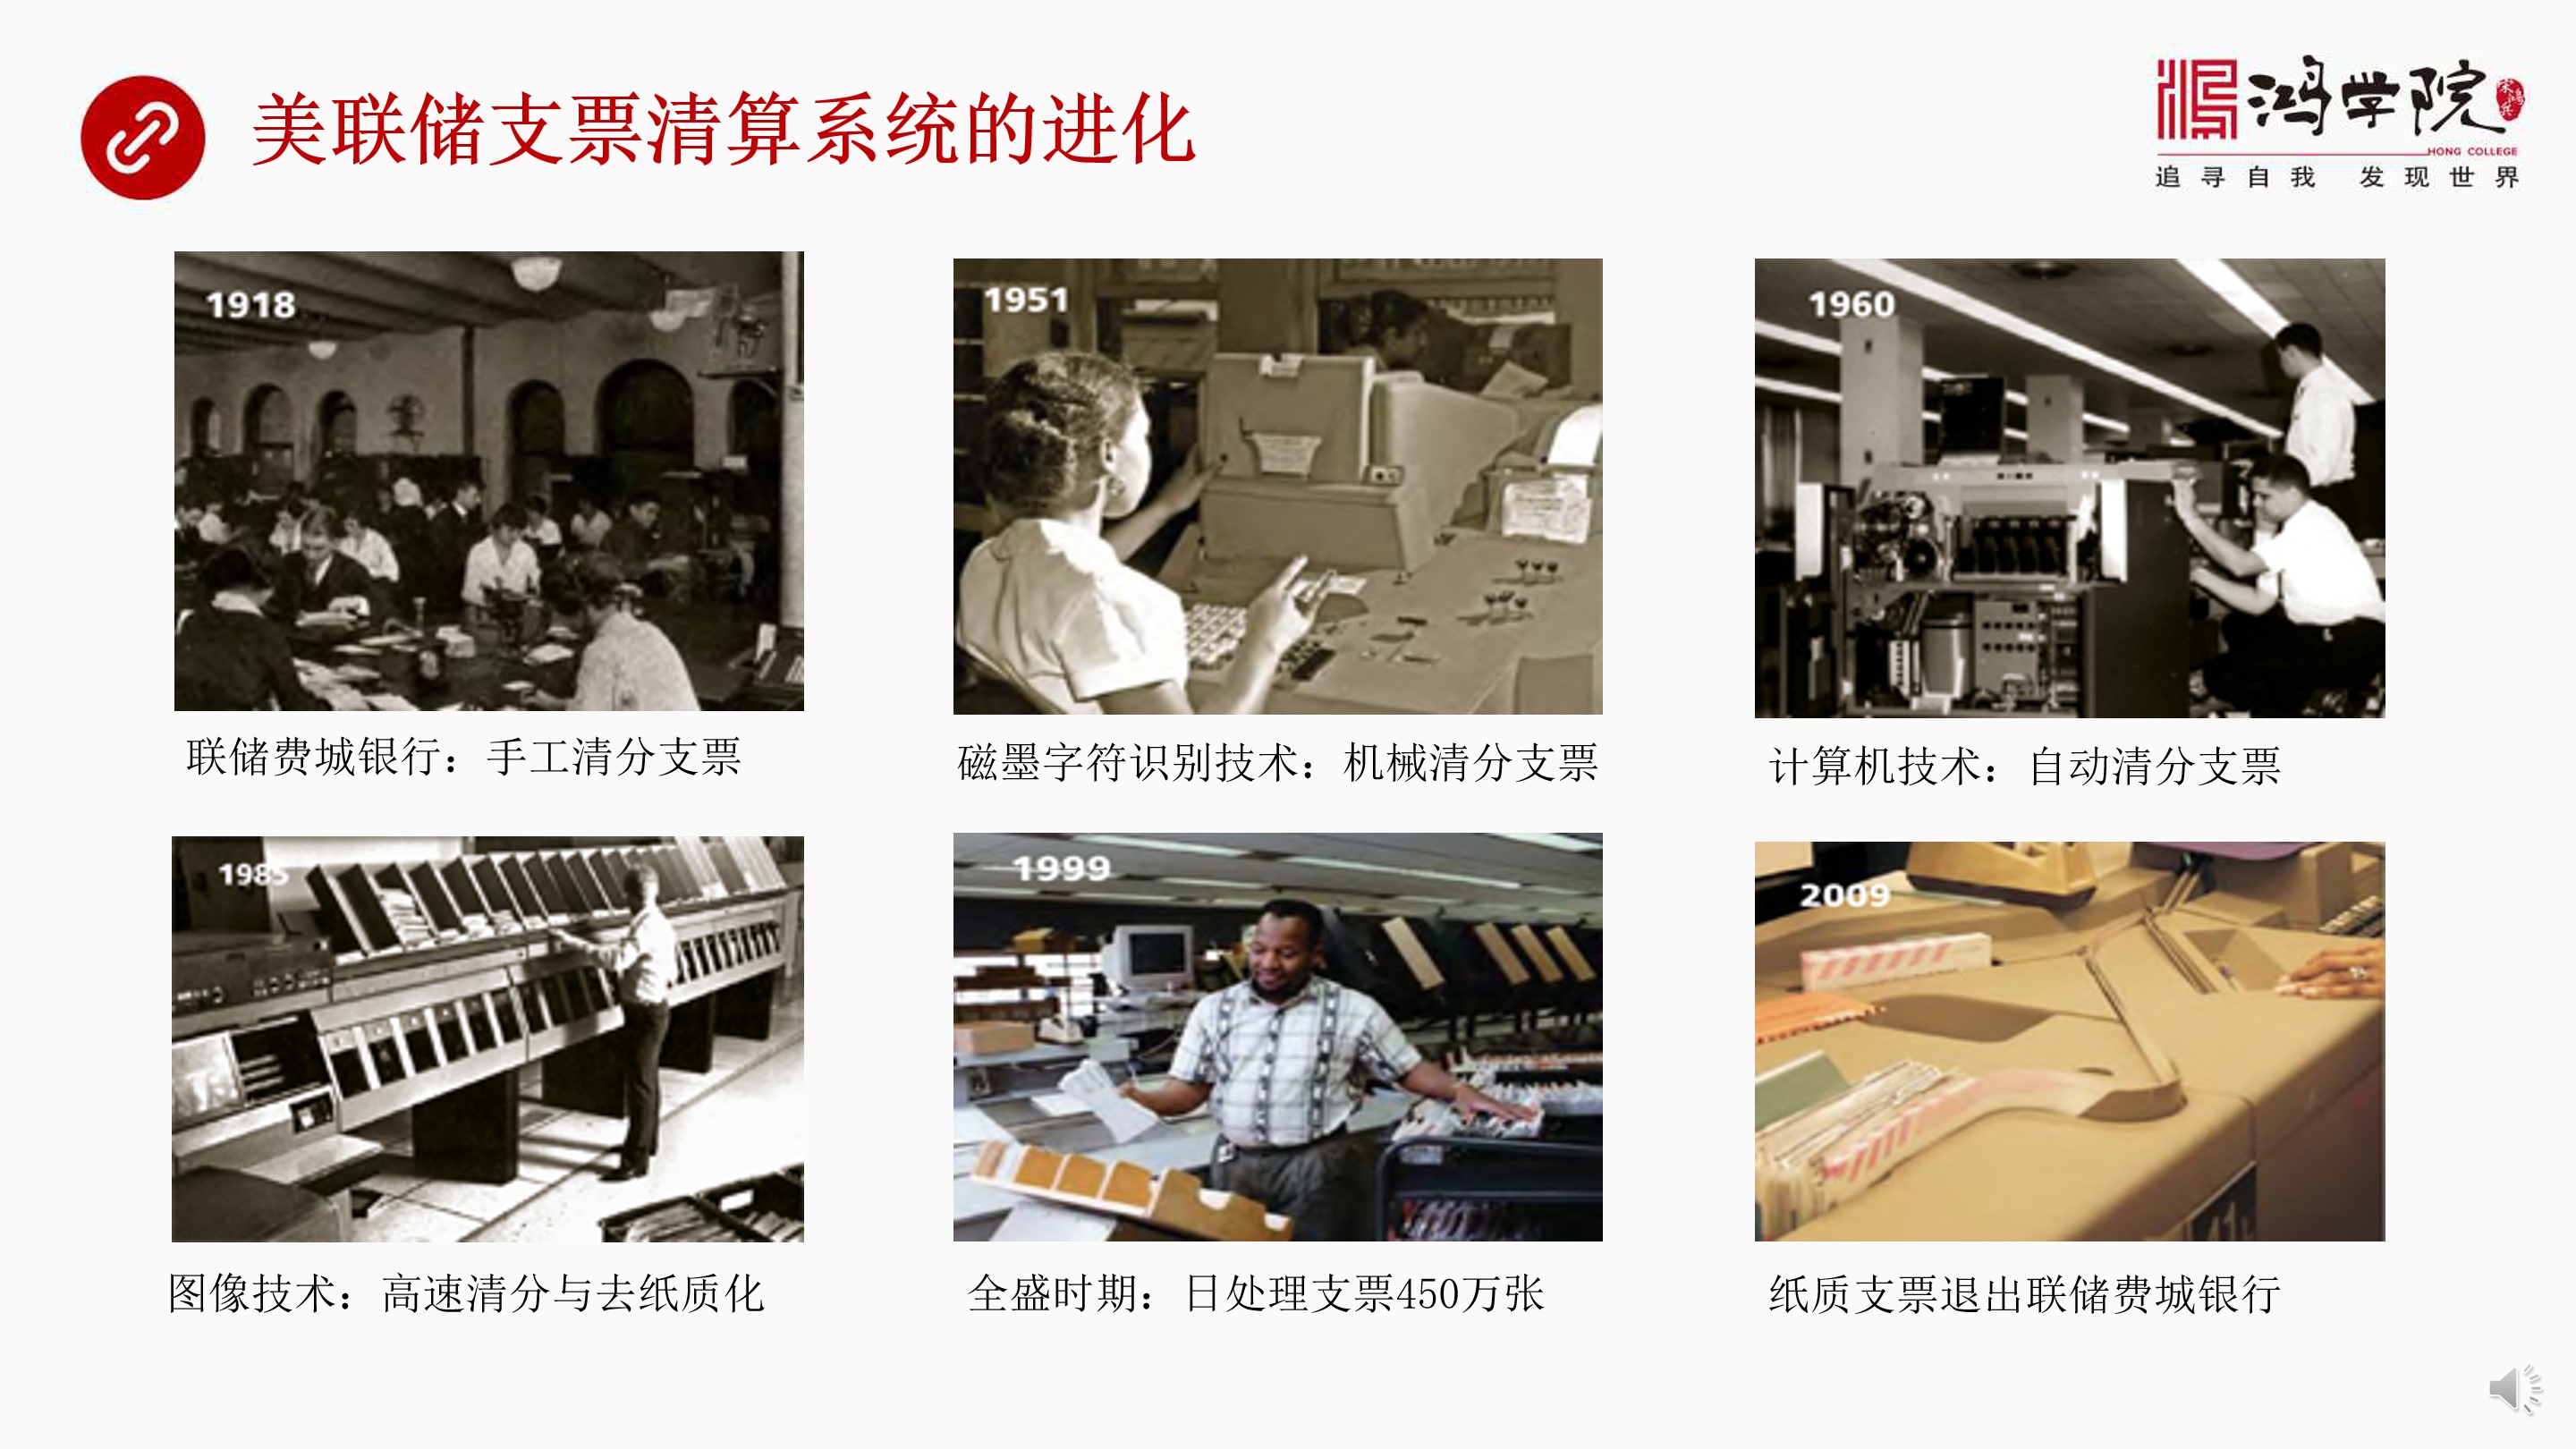 美联储支票清算系统的进化
鸿学院
HONG COLLEGE
追寻自我 发现世界
1918
1951
1960
联储费城银行：手工清分支票
磁墨字符识别技术：机械清分支票
计算机技术：自动清分支票
1985
1999
2009
图像技术：高速清分与去纸质化
全盛时期：日处理支票450万张
纸质支票退出联储费城银行